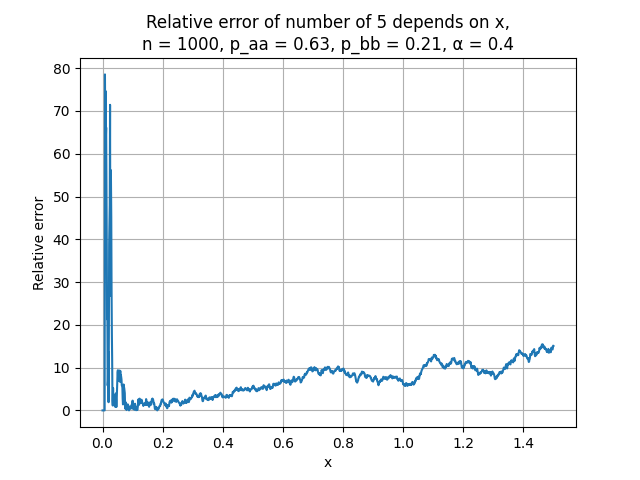 Relative error of number of 5 depends on x,
n = 1000, p_aa = 0.63, p_bb = 0.21, α = 0.4
80
70
60
50
40
30
20
10
0
Relative error
0.0 0.2 0.4 0.6 0.8 1.0 1.2 1.4
x